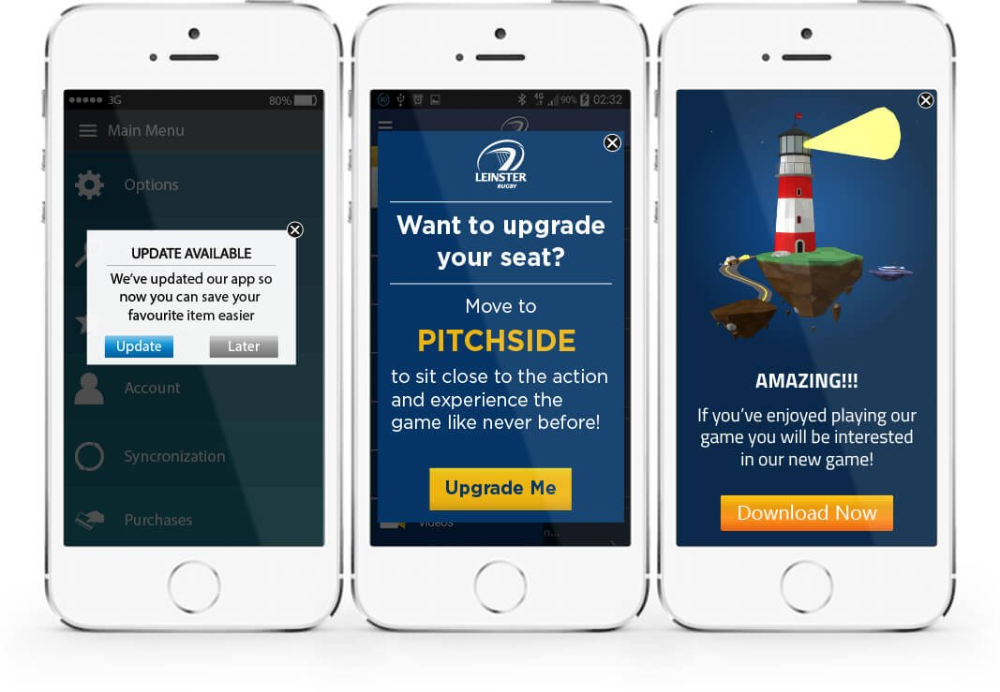 3G
80%
Main Menu
Options
UPDATE AVAILABLE
We've updated our app so
now you can save your
favourite item easier
Update
Later
Account
Syncronization
Purchases
4G
90%
02:32
LEINSTER
RUGBY
Want to upgrade
your seat?
Move to
PITCHSIDE
to sit close to the action
and experience the
game like never before!
Upgrade Me
Videos
n...
AMAZING!!!
If you've enjoyed playing our
game you will be interested
in our new game!
Download Now